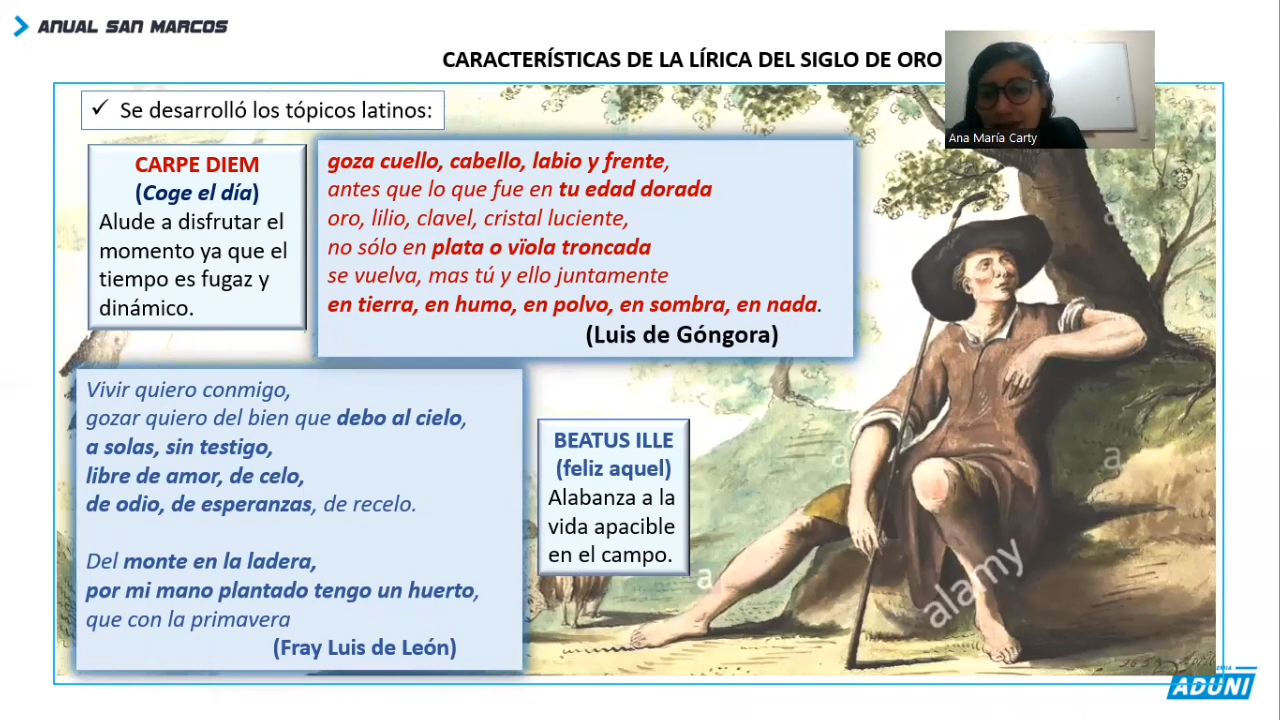 ANUAL SAN MARCOS
CARACTERÍSTICAS DE LA LÍRICA DEL SIGLO DE ORO
Ana María Carty
✓ Se desarrolló los tópicos latinos:
CARPE DIEM
(Coge el día)
Alude a disfrutar el
momento ya que el
tiempo es fugaz y
dinámico.
goza cuello, cabello, labio y frente,
antes que lo que fue en tu edad dorada
oro, lilio, clavel, cristal luciente,
no sólo en plata o vïola troncada
se vuelva, mas tú y ello juntamente
en tierra, en humo, en polvo, en sombra, en nada.
(Luis de Góngora)
Vivir quiero conmigo,
gozar quiero del bien que debo al cielo,
a solas, sin testigo,
libre de amor, de celo,
de odio, de esperanzas, de recelo.
Del monte en la ladera,
por mi mano plantado tengo un huerto,
que con la primavera
(Fray Luis de León)
BEATUS ILLE
(feliz aquel)
Alabanza a la
vida apacible
en el campo.
a
a
a
a
alamy
ADUNI